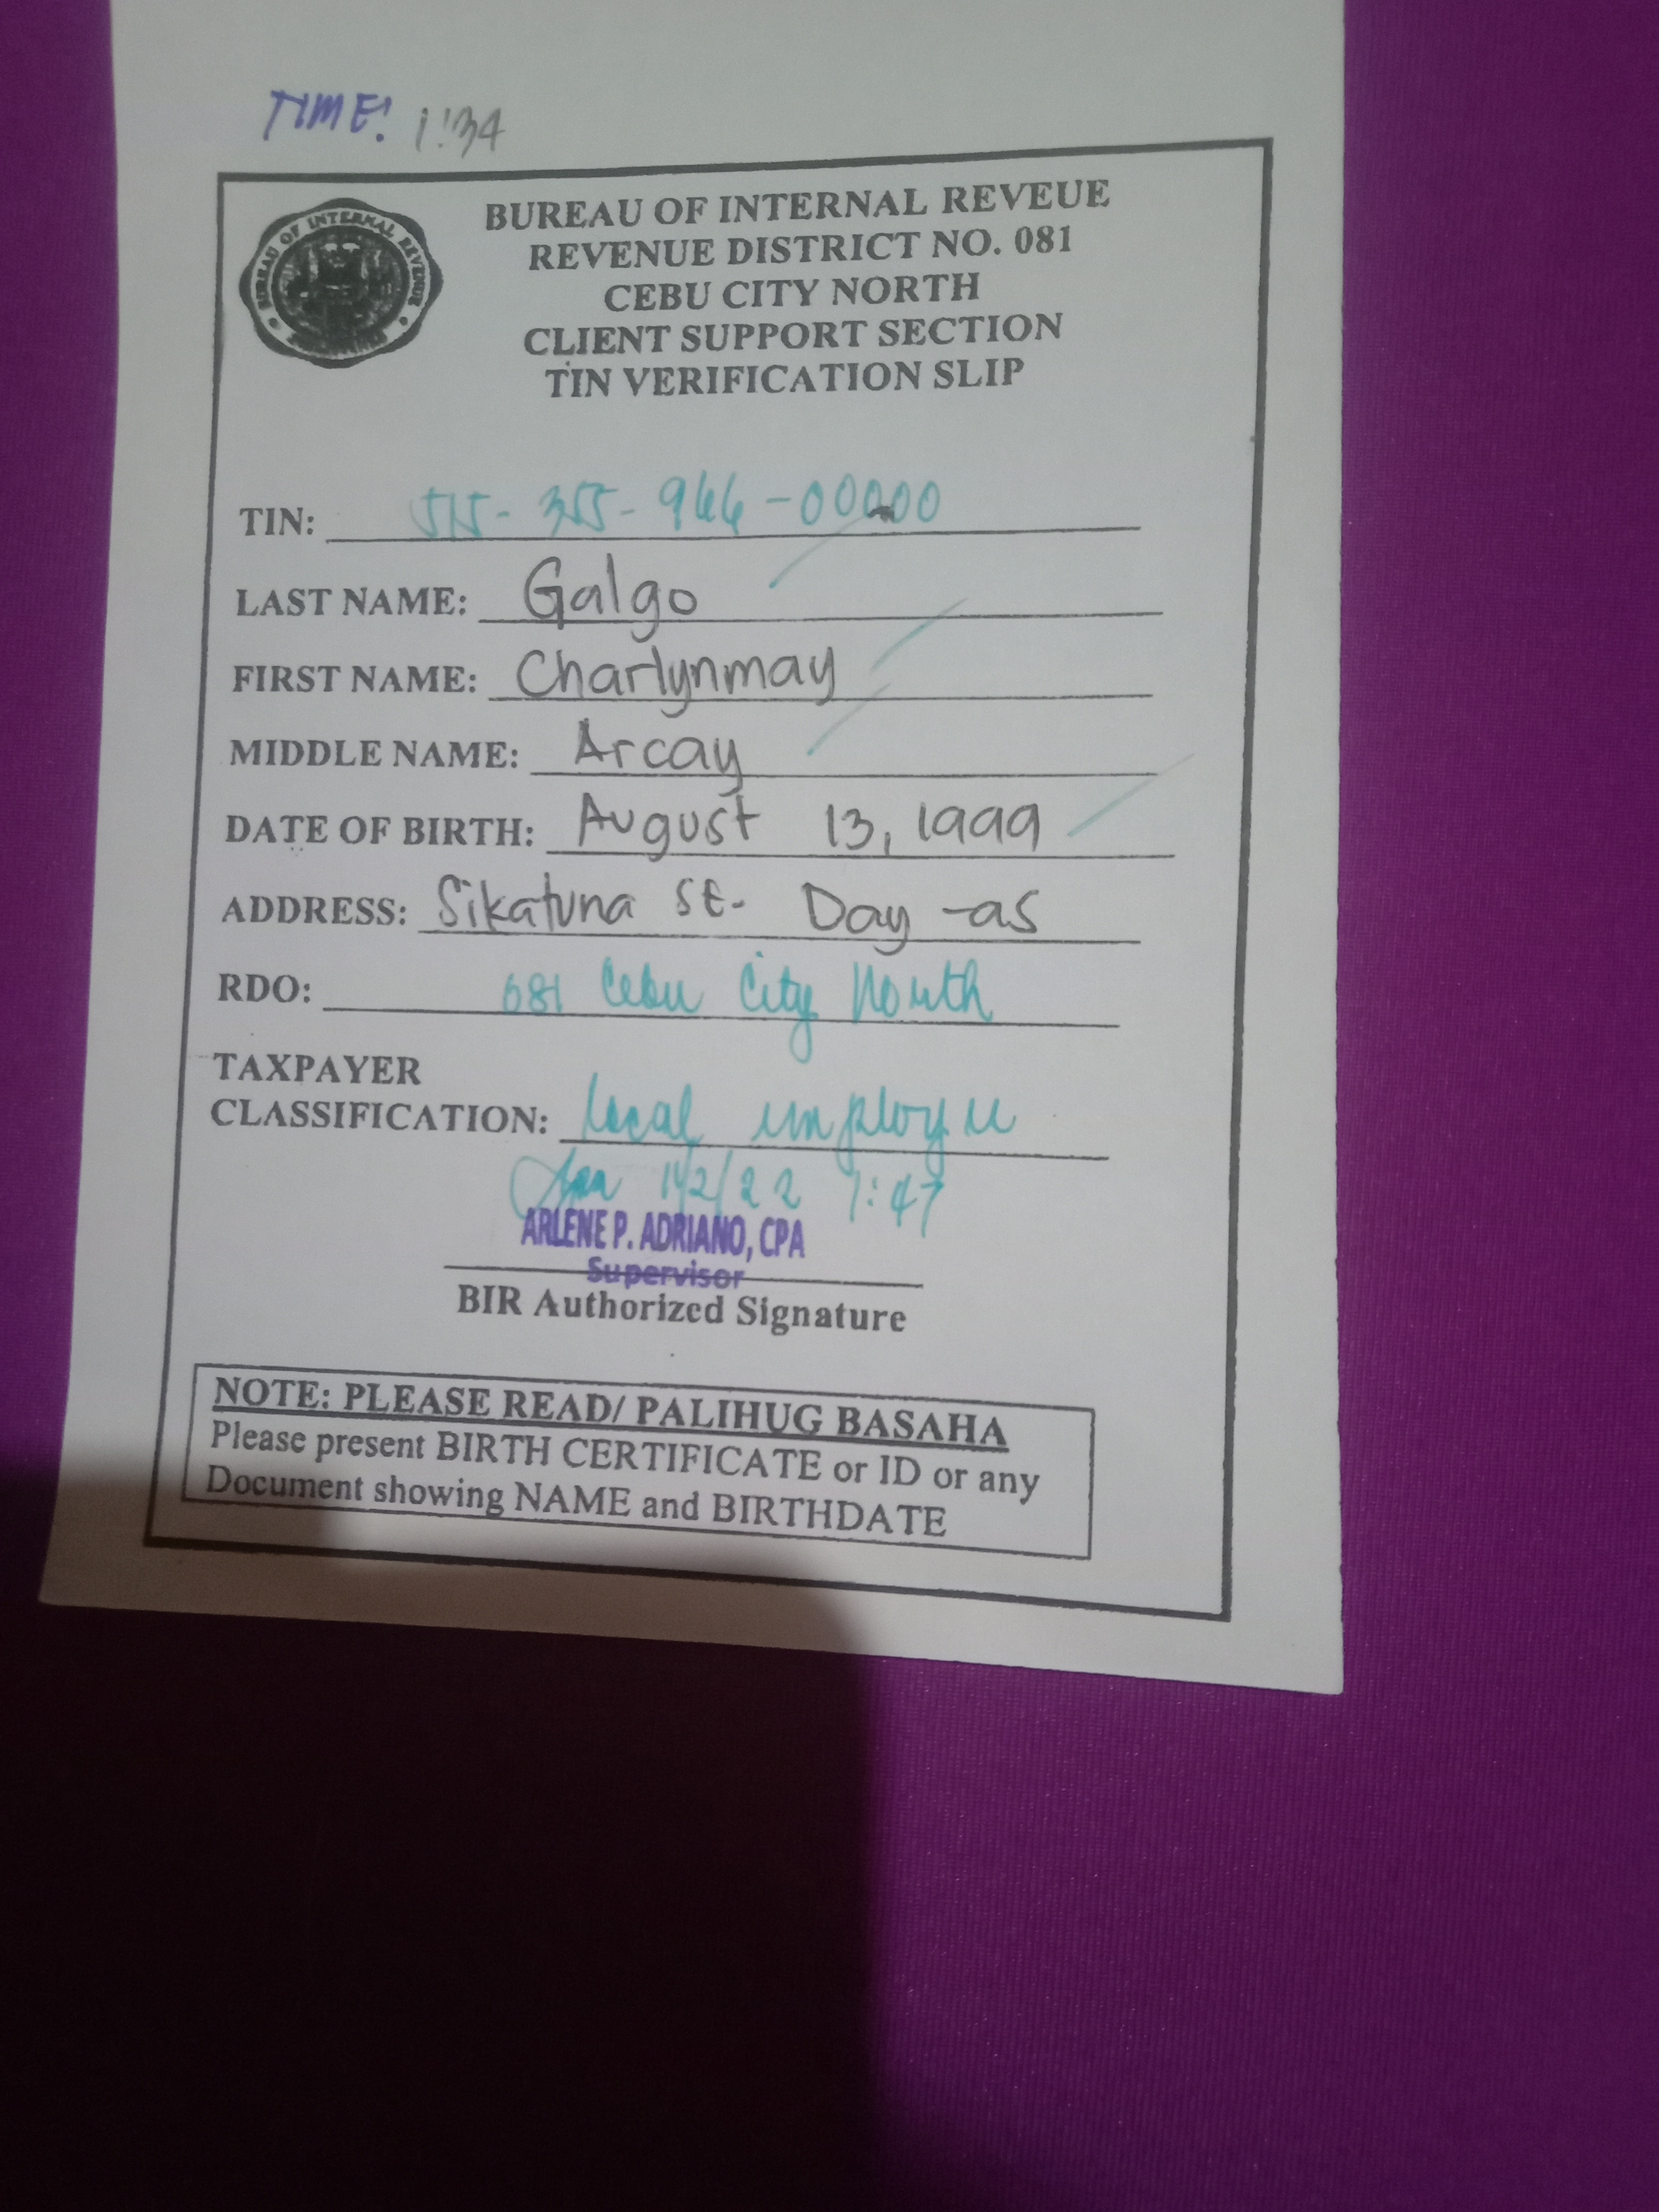 TIME: 1:34
BUREAU OF INTERNAL REVENUE
BUREAU OF INTERNAL REVEUE
REVENUE DISTRICT NO. 081
CEBU CITY NORTH
CLIENT SUPPORT SECTION
TIN VERIFICATION SLIP
TIN: 515-355-966-00000
LAST NAME: Galgo
FIRST NAME: Charlynmay
MIDDLE NAME: Arcay
DATE OF BIRTH: August 13, 1999
ADDRESS: Sikatuna st. Day-as
RDO: 081 Cebu City North
TAXPAYER
CLASSIFICATION: local employee
1:47
ARLENE P. ADRIANO, CPA
Supervisor
BIR Authorized Signature
NOTE: PLEASE READ/ PALIHUG BASAHA
Please present BIRTH CERTIFICATE or ID or any
Document showing NAME and BIRTHDATE